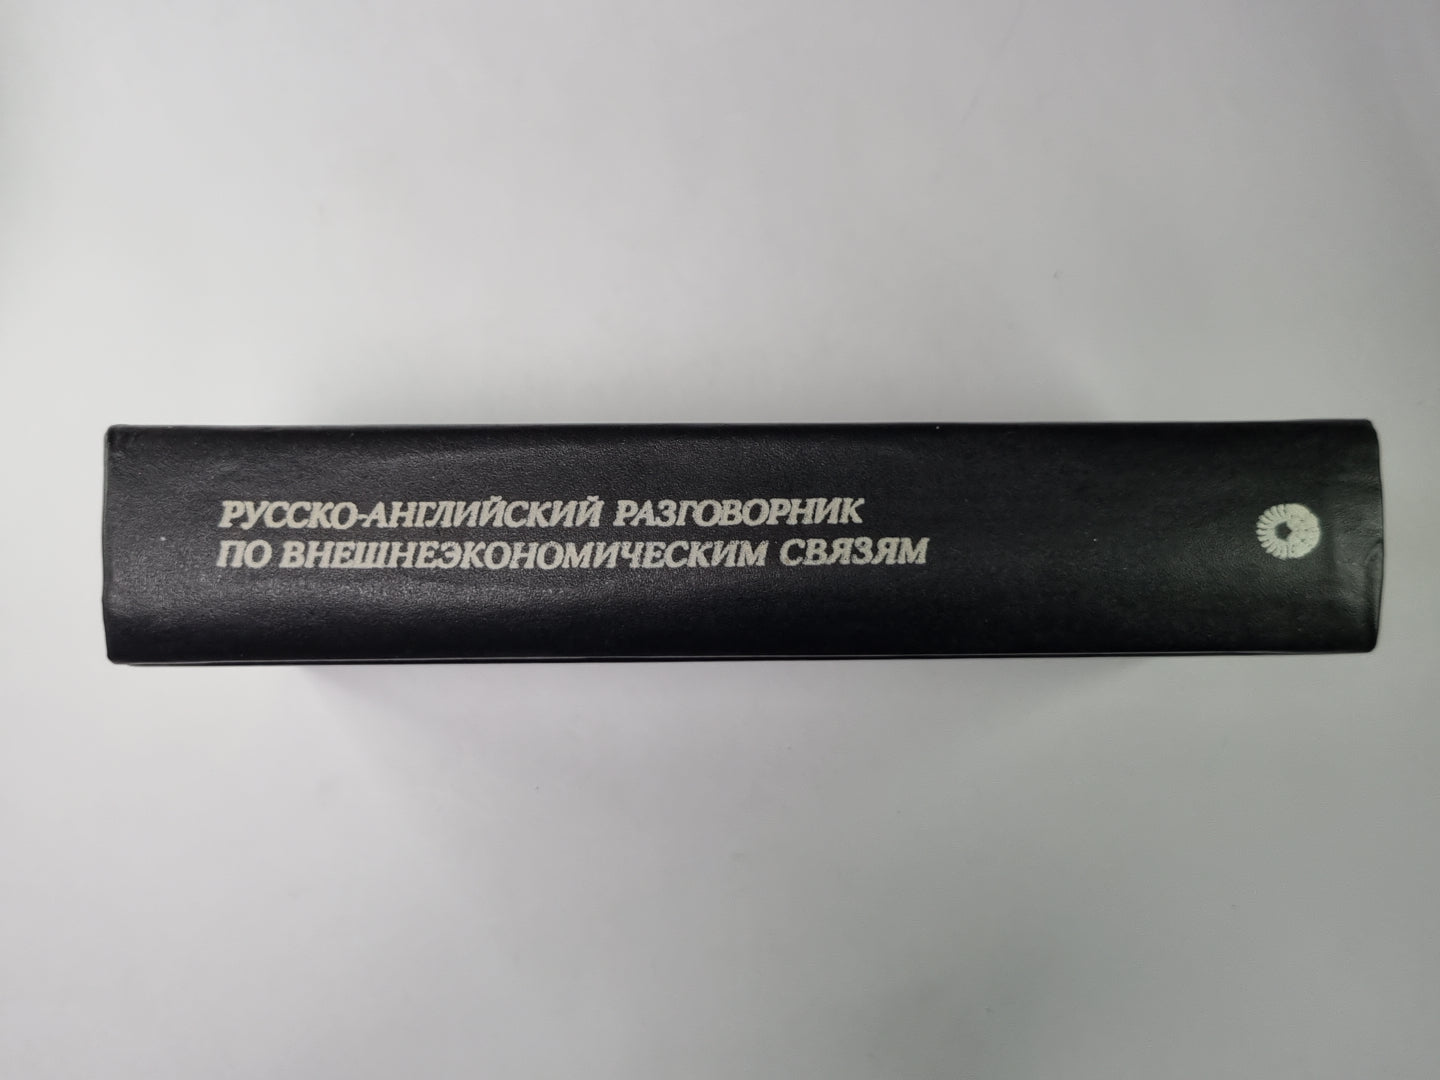 РУССКО-АНГЛИЙСКИЙ РАЗГОВОРНИК
ПО ВНЕШНЕЭКОНОМИЧЕСКИМ СВЯЗЯМ